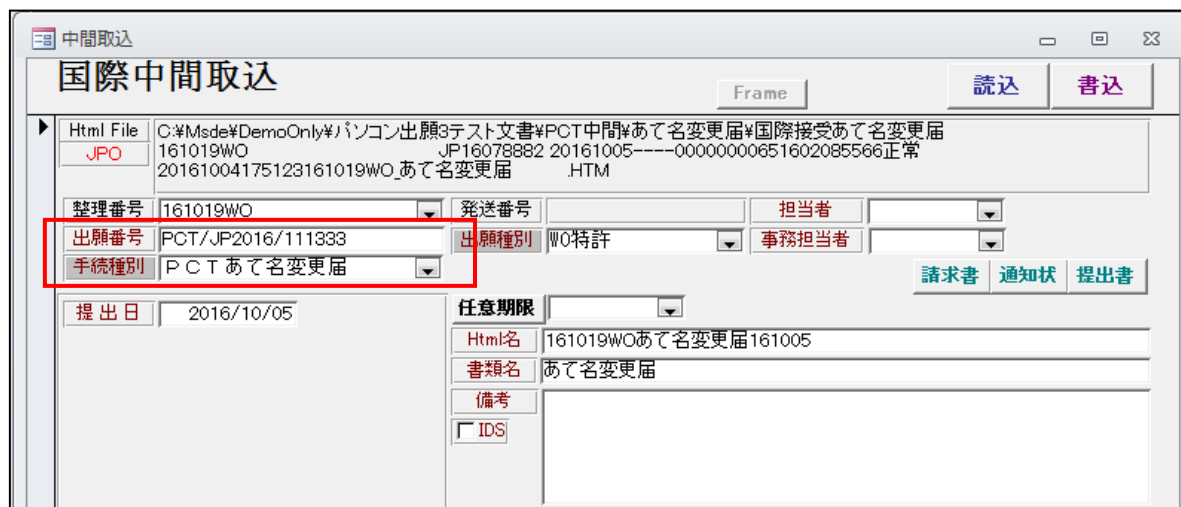 中間取込
国際中間取込
Frame
読込
書込
Html File C:¥Msde¥DemoOnly¥パソコン出願3テスト文書¥PCT中間¥あて名変更届¥国際接受あて名変更届
JPO 161019WO JP16078882 20161005----00000000651602085566正常
20161004175123161019WO_あて名変更届 .HTM
整理番号 161019WO 発送番号 担当者
出願番号 PCT/JP2016/111333 出願種別 WO特許 事務担当者
手続種別 ＰＣＴあて名変更届
請求書 通知状 提出書
提出日 2016/10/05 任意期限
Html名 161019WOあて名変更届161005
書類名 あて名変更届
備考
IDS